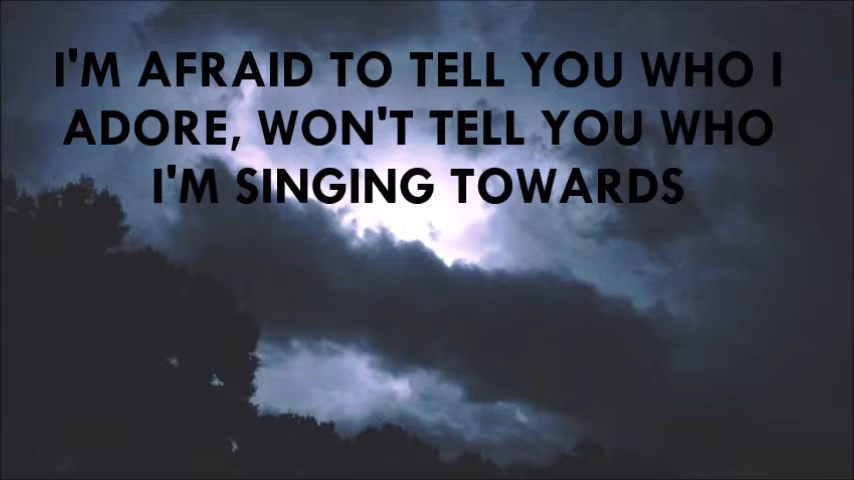 I'M AFRAID TO TELL YOU WHO I
ADORE, WON'T TELL YOU WHO
I'M SINGING TOWARDS